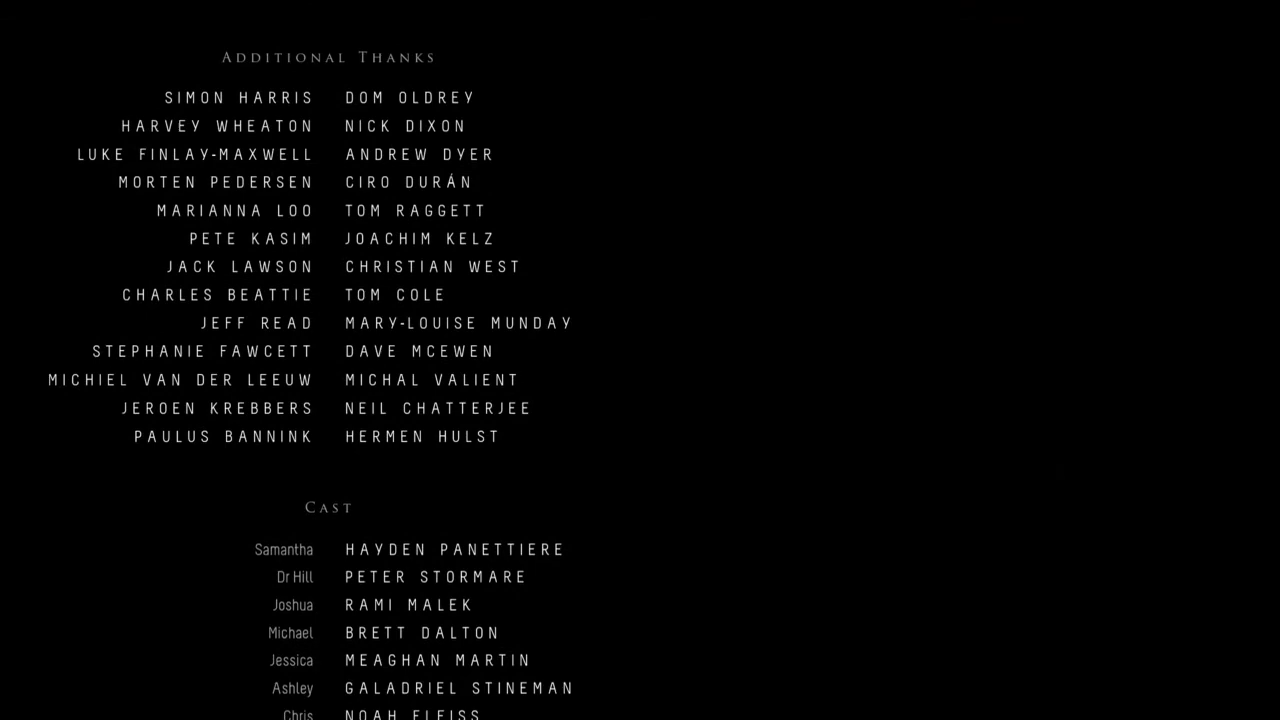 Additional Thanks
SIMON HARRIS DOM OLDREY
HARVEY WHEATON NICK DIXON
LUKE FINLAY-MAXWELL ANDREW DYER
MORTEN PEDERSEN CIRO DURÁN
MARIANNA LOO TOM RAGGETT
PETE KASIM JOACHIM KELZ
JACK LAWSON CHRISTIAN WEST
CHARLES BEATTIE TOM COLE
JEFF READ MARY-LOUISE MUNDAY
STEPHANIE FAWCETT DAVE MCEWEN
MICHIEL VAN DER LEEUW MICHAL VALIENT
JEROEN KREBBERS NEIL CHATTERJEE
PAULUS BANNINK HERMEN HULST
Cast
Samantha HAYDEN PANETTIERE
Dr Hill PETER STORMARE
Joshua RAMI MALEK
Michael BRETT DALTON
Jessica MEAGHAN MARTIN
Ashley GALADRIEL STINEMAN
Chris NOAH FLEISS